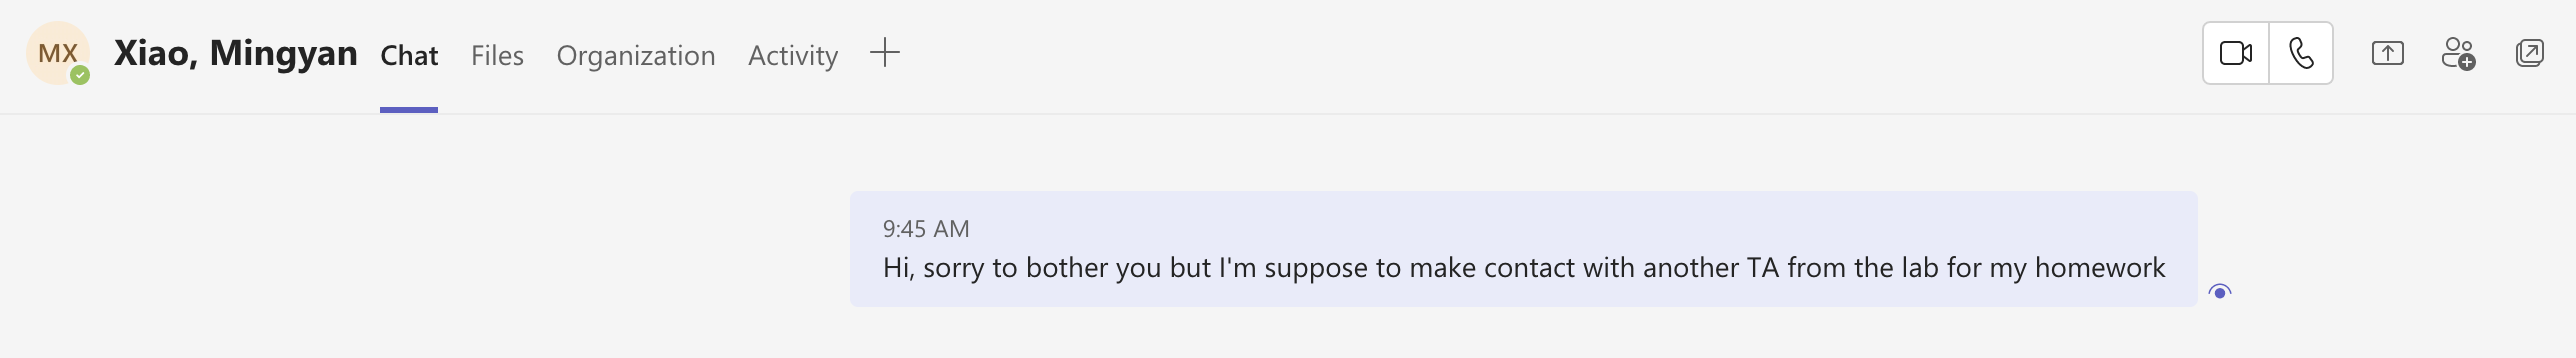 MX Xiao, Mingyan Chat Files Organization Activity
9:45 AM
Hi, sorry to bother you but I'm suppose to make contact with another TA from the lab for my homework